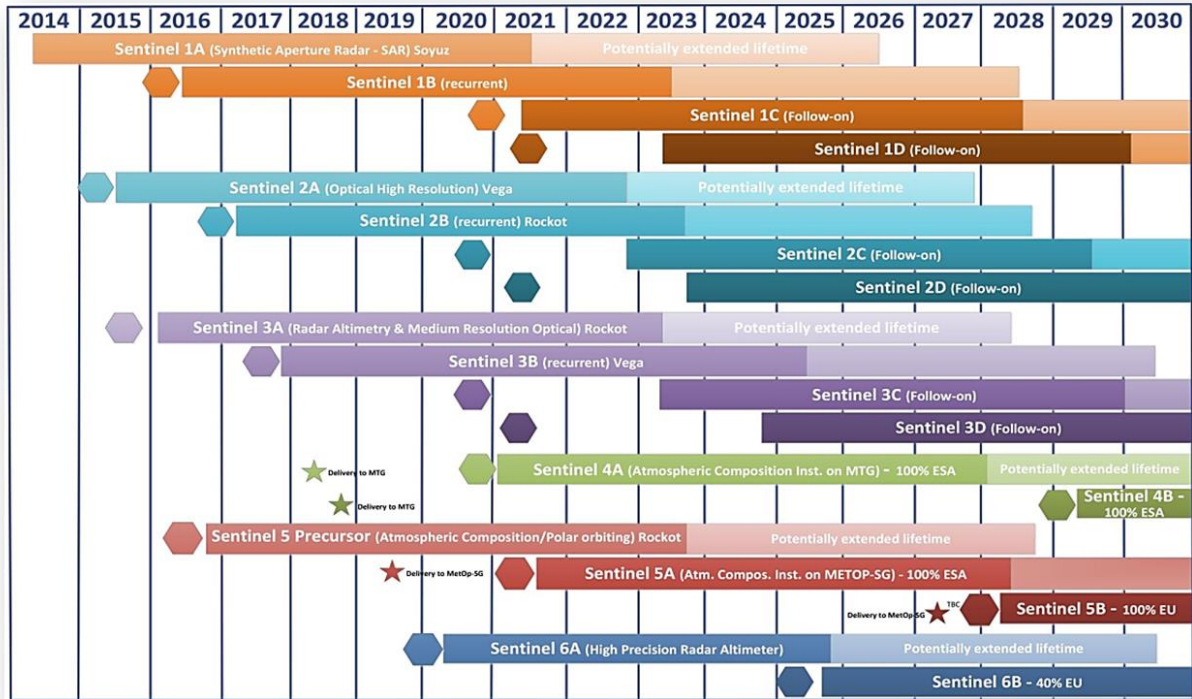 2014 2015 2016 2017 2018 2019 2020 2021 2022 2023 2024 2025 2026 2027 2028 2029 2030
Sentinel 1A (Synthetic Aperture Radar - SAR) Soyuz Potentially extended lifetime
Sentinel 1B (recurrent)
Sentinel 1C (Follow-on)
Sentinel 1D (Follow-on)
Sentinel 2A (Optical High Resolution) Vega Potentially extended lifetime
Sentinel 2B (recurrent) Rockot
Sentinel 2C (Follow-on)
Sentinel 2D (Follow-on)
Sentinel 3A (Radar Altimetry & Medium Resolution Optical) Rockot Potentially extended lifetime
Sentinel 3B (recurrent) Vega
Sentinel 3C (Follow-on)
Sentinel 3D (Follow-on)
Delivery to MTG Sentinel 4A (Atmospheric Composition Inst. on MTG) - 100% ESA Potentially extended lifetime
Delivery to MTG Sentinel 4B -
100% ESA
Sentinel 5 Precursor (Atmospheric Composition/Polar orbiting) Rockot Potentially extended lifetime
Delivery to MetOp-SG Sentinel 5A (Atm. Compos. Inst. on METOP-SG) - 100% ESA
Delivery to MetOp-SG TBC Sentinel 5B - 100% EU
Sentinel 6A (High Precision Radar Altimeter) Potentially extended lifetime
Sentinel 6B - 40% EU